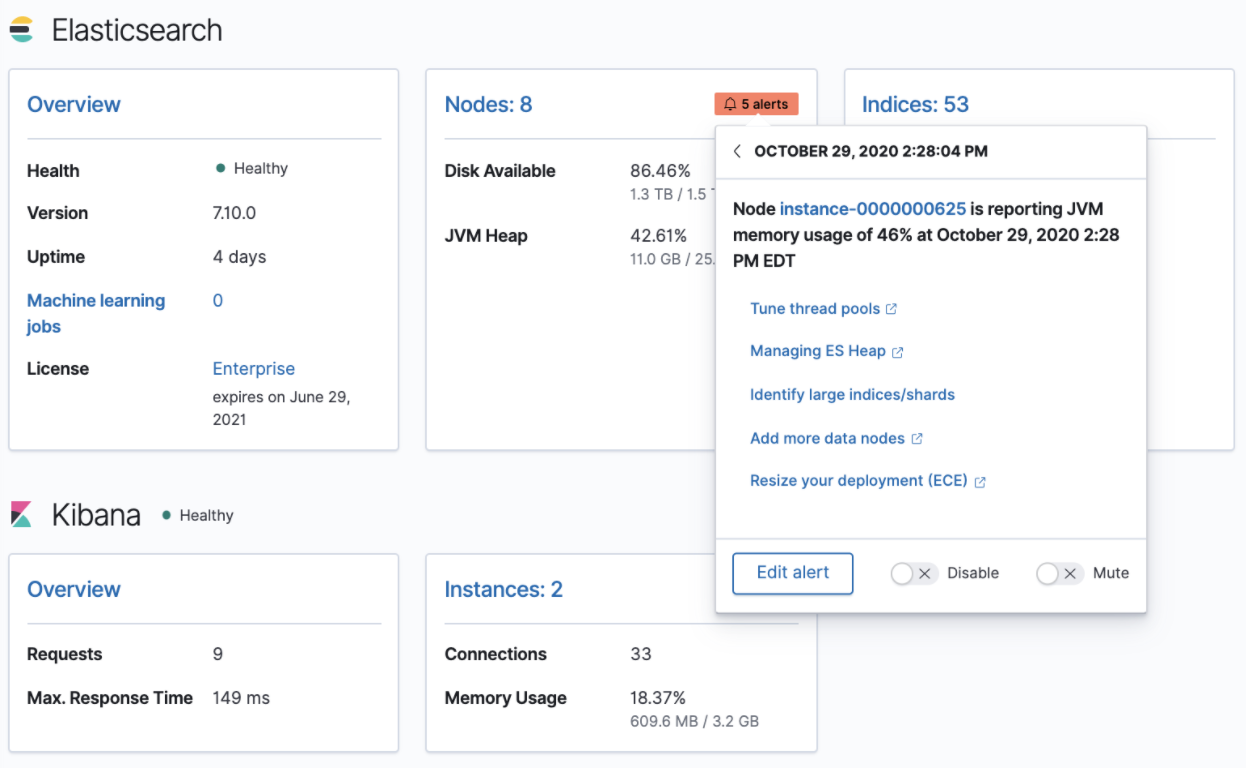 Elasticsearch
Overview
Health Healthy
Version 7.10.0
Uptime 4 days
Machine learning 0
jobs
License Enterprise
expires on June 29,
2021
Nodes: 8 5 alerts
Disk Available 86.46%
1.3 TB / 1.5
JVM Heap 42.61%
11.0 GB / 25.
Indices: 53
OCTOBER 29, 2020 2:28:04 PM
Node instance-0000000625 is reporting JVM
memory usage of 46% at October 29, 2020 2:28
PM EDT
Tune thread pools
Managing ES Heap
Identify large indices/shards
Add more data nodes
Resize your deployment (ECE)
Edit alert Disable Mute
Kibana Healthy
Overview
Requests 9
Max. Response Time 149 ms
Instances: 2
Connections 33
Memory Usage 18.37%
609.6 MB / 3.2 GB